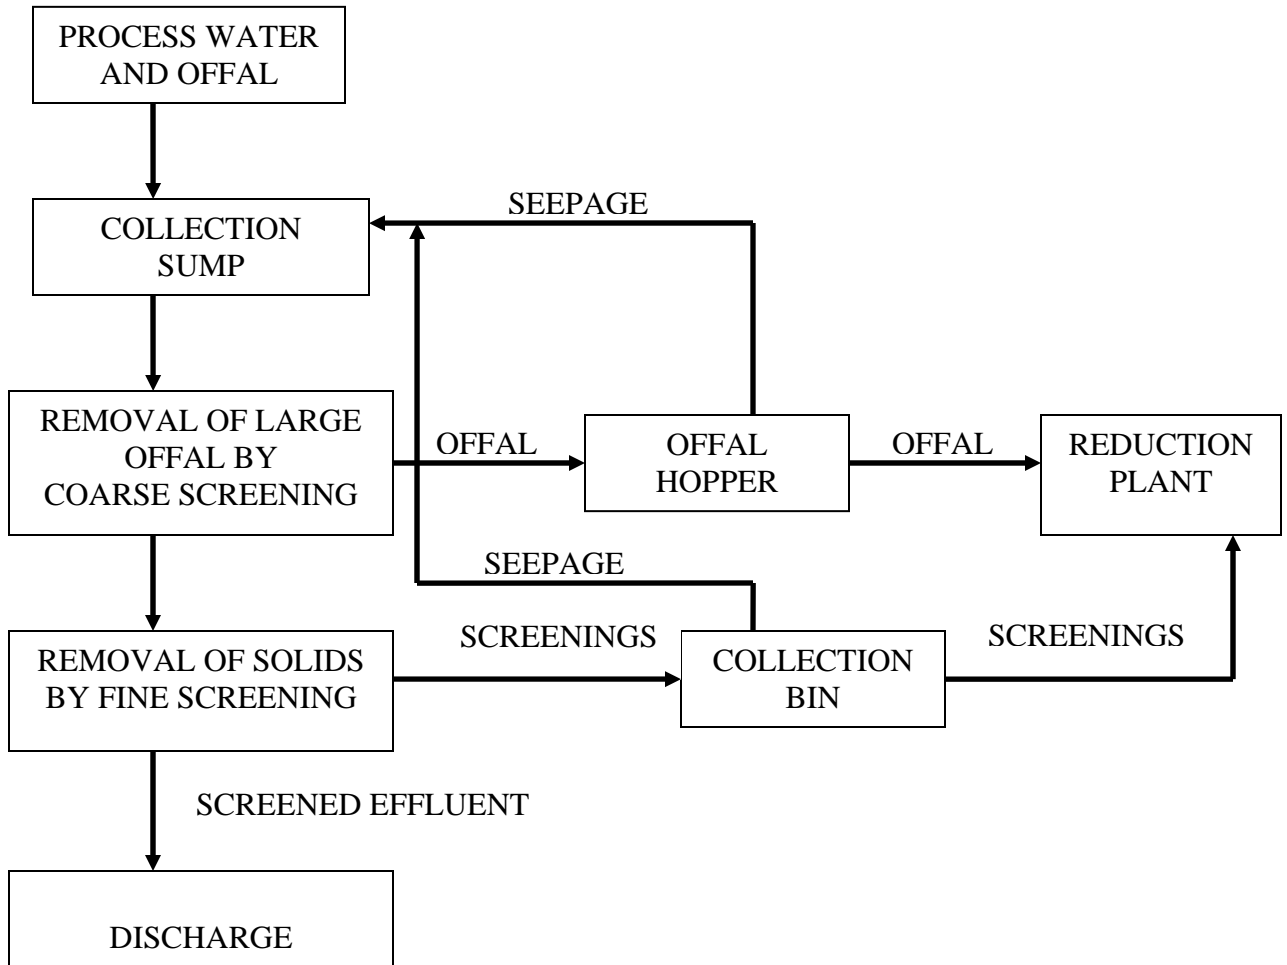 PROCESS WATER
AND OFFAL
SEEPAGE
COLLECTION
SUMP
REMOVAL OF LARGE
OFFAL BY
COARSE SCREENING
OFFAL
OFFAL
HOPPER
OFFAL
REDUCTION
PLANT
SEEPAGE
REMOVAL OF SOLIDS
BY FINE SCREENING
SCREENINGS
COLLECTION
BIN
SCREENINGS
SCREENED EFFLUENT
DISCHARGE